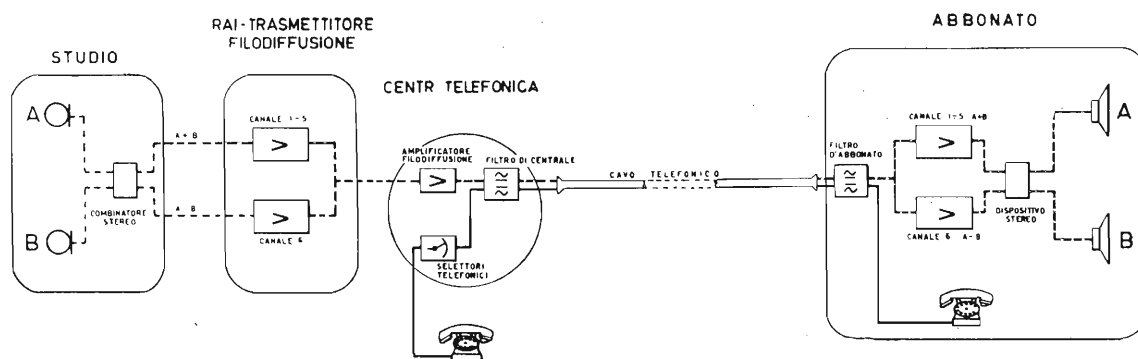 STUDIO
A
B
COMBINATORE
STEREO
A+B
A-B
RAI-TRASMETTITORE
FILODIFFUSIONE
CANALE 1-5
CANALE 6
CENTR TELEFONICA
AMPLIFICATORE
FILODIFFUSIONE
FILTRO DI CENTRALE
SELETTORI
TELEFONICI
CAVO TELEFONICO
ABBONATO
FILTRO
D'ABBONATO
CANALE 1-5 A+B
CANALE 6 A-B
DISPOSITIVO
STEREO
A
B